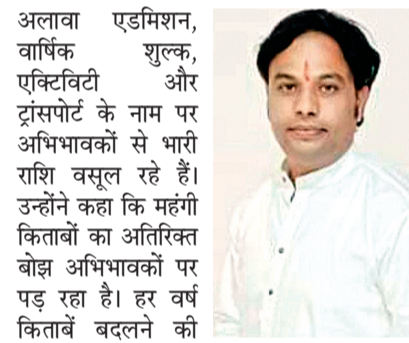 अलावा एडमिशन,
वार्षिक शुल्क,
एक्टिविटी और
ट्रांसपोर्ट के नाम पर
अभिभावकों से भारी
राशि वसूल रहे हैं।
उन्होंने कहा कि महंगी
किताबों का अतिरिक्त
बोझ अभिभावकों पर
पड़ रहा है। हर वर्ष
किताबें बदलने की